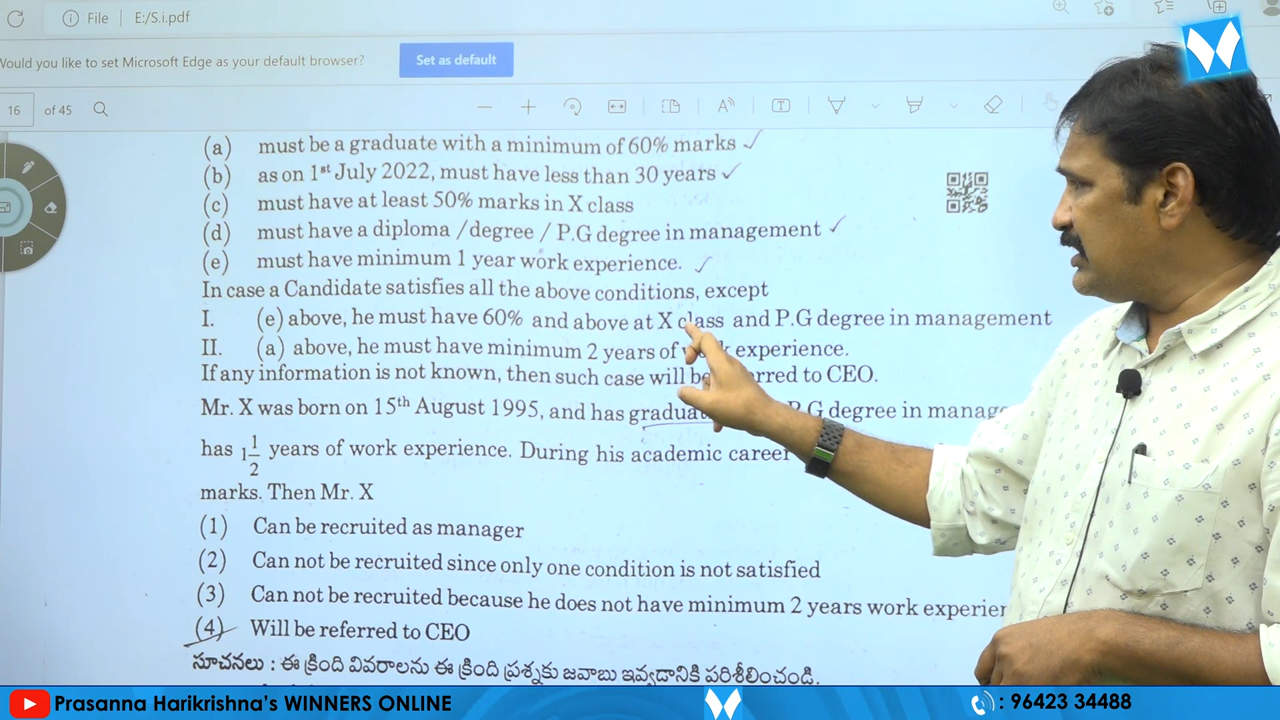 File E:/S.i.pdf
Would you like to set Microsoft Edge as your default browser? Set as default
16 of 45
(a) must be a graduate with a minimum of 60% marks
(b) as on 1st July 2022, must have less than 30 years
(c) must have at least 50% marks in X class
(d) must have a diploma /degree / P.G degree in management
(e) must have minimum 1 year work experience.
In case a Candidate satisfies all the above conditions, except
I. (e) above, he must have 60% and above at X class and P.G degree in management
II. (a) above, he must have minimum 2 years of experience.
If any information is not known, then such case will be referred to CEO.
Mr. X was born on 15th August 1995, and has P.G degree in
has 1 1/2 years of work experience. During his academic career
marks. Then Mr. X
(1) Can be recruited as manager
(2) Can not be recruited since only one condition is not satisfied
(3) Can not be recruited because he does not have minimum 2 years work
(4) Will be referred to CEO
సూచనలు : ఈ క్రింది వివరాలను ఈ క్రింది ప్రశ్నకు జవాబు ఇవ్వడానికి పరిశీలించండి.
Prasanna Harikrishna's WINNERS ONLINE : 96423 34488